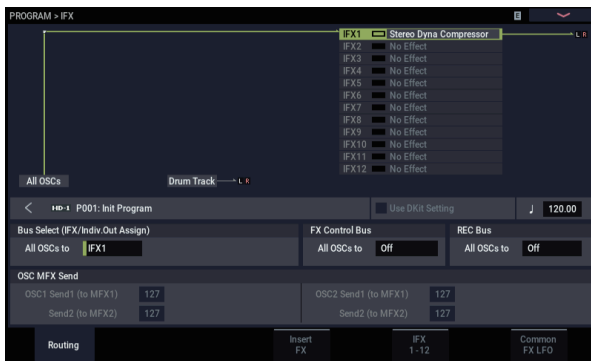 PROGRAM > IFX E
IFX1 Stereo Dyna Compressor L R
IFX2 No Effect
IFX3 No Effect
IFX4 No Effect
IFX5 No Effect
IFX6 No Effect
IFX7 No Effect
IFX8 No Effect
IFX9 No Effect
IFX10 No Effect
IFX11 No Effect
IFX12 No Effect
All OSCs Drum Track L R
HD-1 P001: Init Program Use DKit Setting ♩ 120.00
Bus Select (IFX/Indiv.Out Assign) FX Control Bus REC Bus
All OSCs to IFX1 All OSCs to Off All OSCs to Off
OSC MFX Send
OSC1 Send1 (to MFX1) 127 OSC2 Send1 (to MFX1) 127
Send2 (to MFX2) 127 Send2 (to MFX2) 127
Routing Insert FX IFX 1-12 Common FX LFO